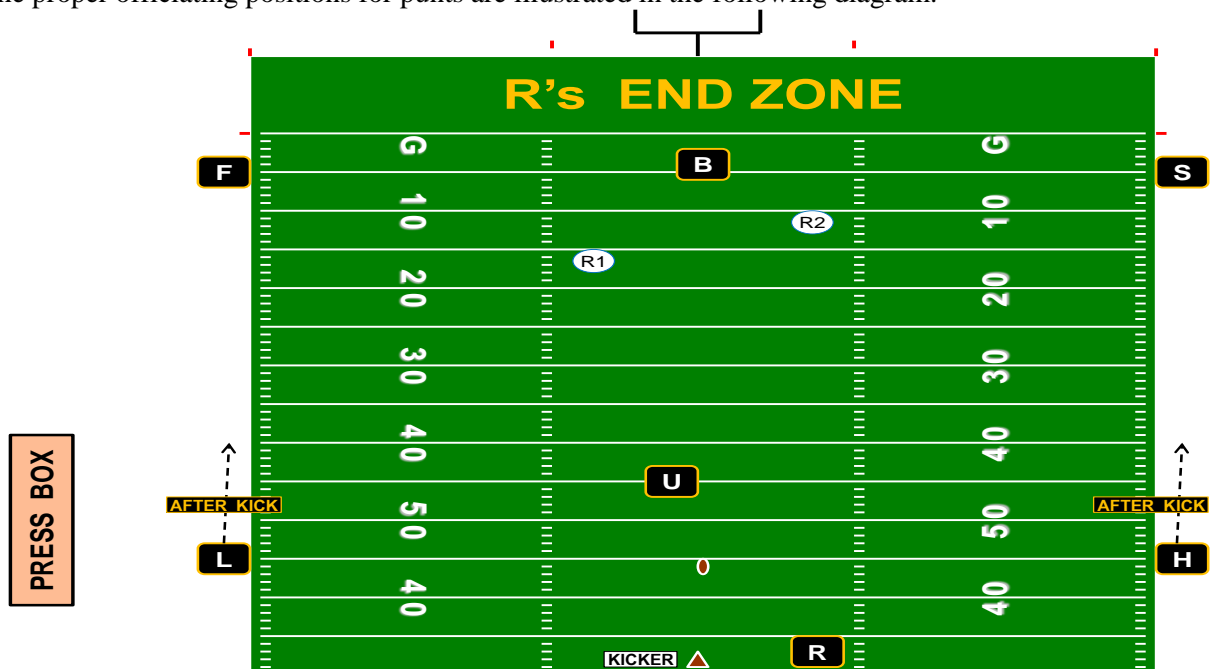 he proper officiating positions for punts are illustrated in the following diagram.
R's END ZONE
G G
F B S
10 10
R2
R1
20 20
30 30
40 40
PRESS BOX
U
AFTER KICK AFTER KICK
50 50
L H
40 40
KICKER R